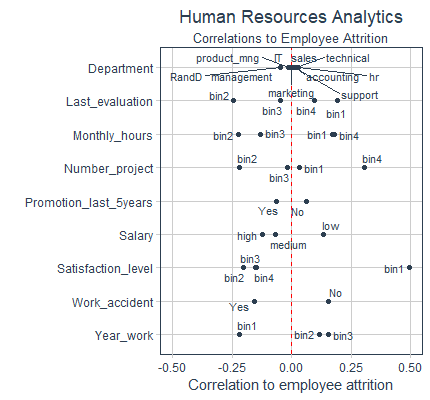 Human Resources Analytics
Correlations to Employee Attrition
product_mng IT sales technical
Department
RandD management accounting hr
marketing support
Last_evaluation bin2
bin3 bin4 bin1
Monthly_hours bin2 bin3 bin1 bin4
bin2 bin4
Number_project bin1
bin3
Promotion_last_5years
Yes No
low
Salary high
medium
bin3
Satisfaction_level bin1
bin2 bin4
No
Work_accident
Yes
bin1
Year_work bin2 bin3
-0.50 -0.25 0.00 0.25 0.50
Correlation to employee attrition